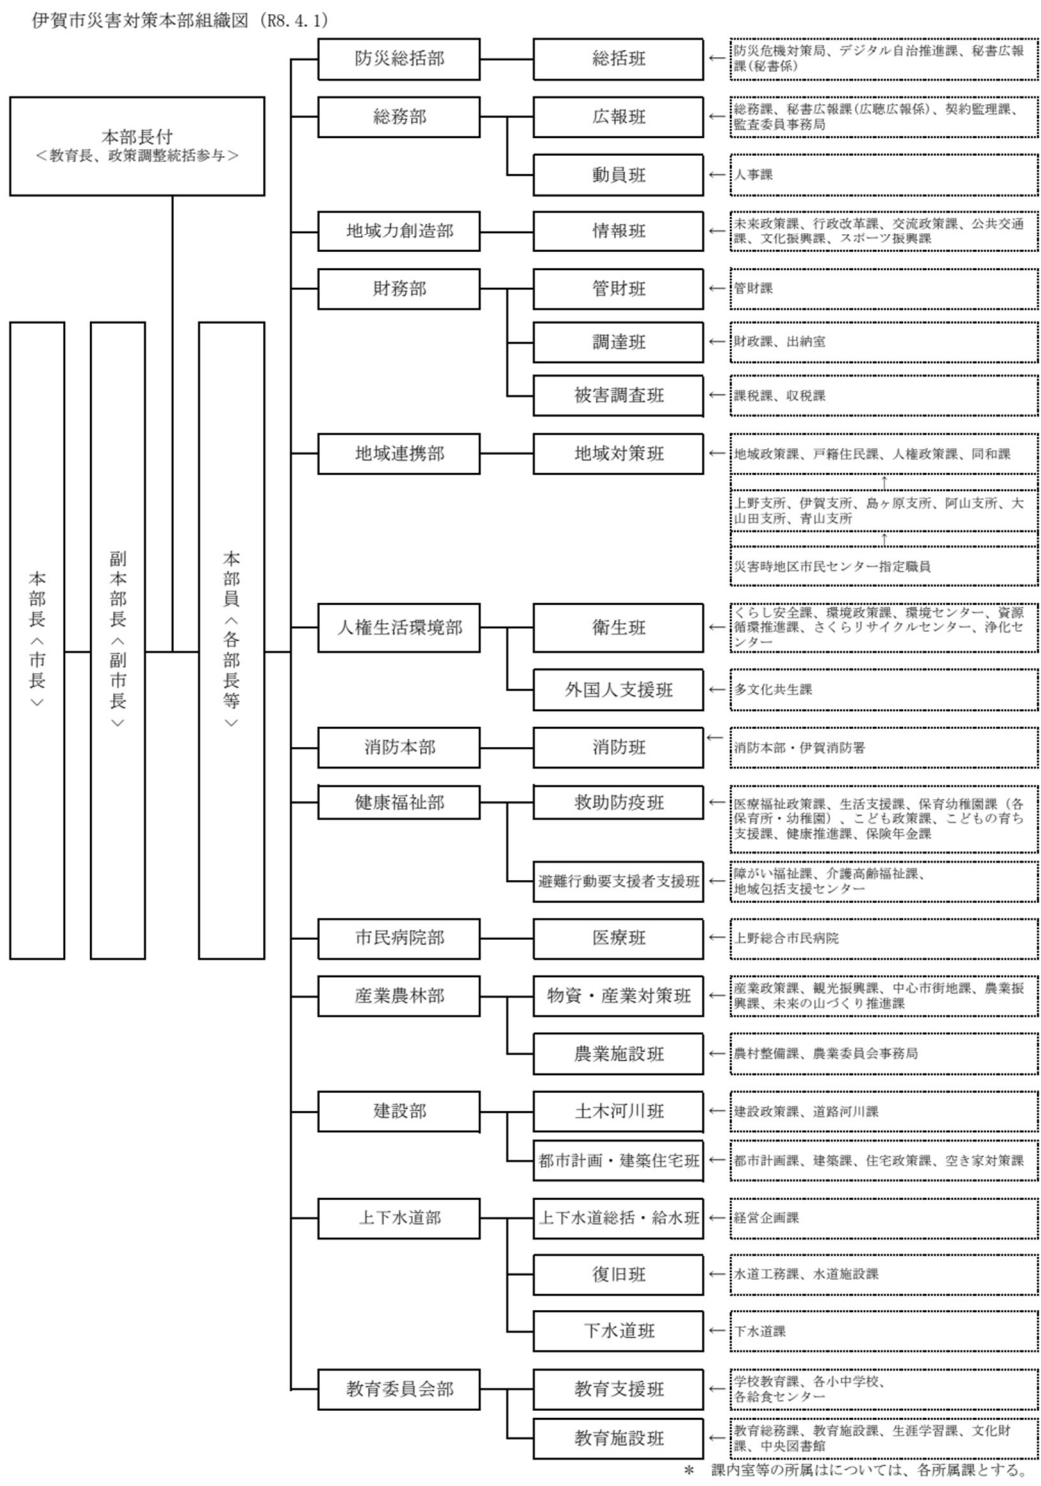 伊賀市災害対策本部組織図（R8.4.1）
本部長付
＜教育長、政策調整統括参与＞
本部長＜市長＞
副本部長＜副市長＞
本部員＜各部長等＞
防災総括部
総括班
←
防災危機対策局、デジタル自治推進課、秘書広報
課(秘書係)
総務部
広報班
←
総務課、秘書広報課(広聴広報係)、契約監理課、
監査委員事務局
動員班
←
人事課
地域力創造部
情報班
←
未来政策課、行政改革課、交流政策課、公共交通
課、文化振興課、スポーツ振興課
財務部
管財班
←
管財課
調達班
←
財政課、出納室
被害調査班
←
課税課、収税課
地域連携部
地域対策班
←
地域政策課、戸籍住民課、人権政策課、同和課
↑
上野支所、伊賀支所、島ヶ原支所、阿山支所、大
山田支所、青山支所
↑
災害時地区市民センター指定職員
人権生活環境部
衛生班
←
くらし安全課、環境政策課、環境センター、資源
循環推進課、さくらリサイクルセンター、浄化セ
ンター
外国人支援班
←
多文化共生課
消防本部
消防班
←
消防本部・伊賀消防署
健康福祉部
救助防疫班
←
医療福祉政策課、生活支援課、保育幼稚園課（各
保育所・幼稚園）、こども政策課、こどもの育ち
支援課、健康推進課、保険年金課
避難行動要支援者支援班
←
障がい福祉課、介護高齢福祉課、
地域包括支援センター
市民病院部
医療班
←
上野総合市民病院
産業農林部
物資・産業対策班
←
産業政策課、観光振興課、中心市街地課、農業振
興課、未来の山づくり推進課
農業施設班
←
農村整備課、農業委員会事務局
建設部
土木河川班
←
建設政策課、道路河川課
都市計画・建築住宅班
←
都市計画課、建築課、住宅政策課、空き家対策課
上下水道部
上下水道総括・給水班
←
経営企画課
復旧班
←
水道工務課、水道施設課
下水道班
←
下水道課
教育委員会部
教育支援班
←
学校教育課、各小中学校、
各給食センター
教育施設班
←
教育総務課、教育施設課、生涯学習課、文化財
課、中央図書館
＊　課内室等の所属はについては、各所属課とする。